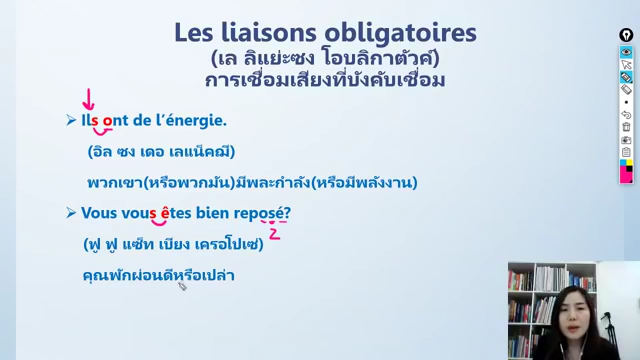 Les liaisons obligatoires
(เล ลิแย่ะซง โอบลิกาตัวค์)
การเชื่อมเสียงที่บังคับเชื่อม
Ils ont de l'énergie.
(อิล ซง เดอ เลแน็คฌี)
พวกเขา(หรือพวกมัน)มีพละกำลัง(หรือมีพลังงาน)
Vous vous êtes bien reposé?
(ฟู ฟู แซ็ท เบียง เครอโปเซ่)
คุณพักผ่อนดีหรือเปล่า